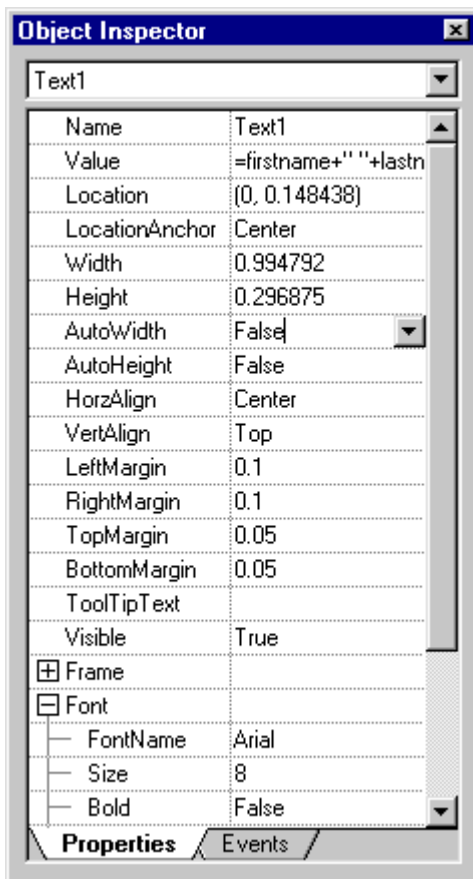 Object Inspector
Text1
Name Text1
Value =firstname+" "+lastn
Location (0, 0.148438)
LocationAnchor Center
Width 0.994792
Height 0.296875
AutoWidth False
AutoHeight False
HorzAlign Center
VertAlign Top
LeftMargin 0.1
RightMargin 0.1
TopMargin 0.05
BottomMargin 0.05
ToolTipText
Visible True
Frame
Font
FontName Arial
Size 8
Bold False
Properties Events